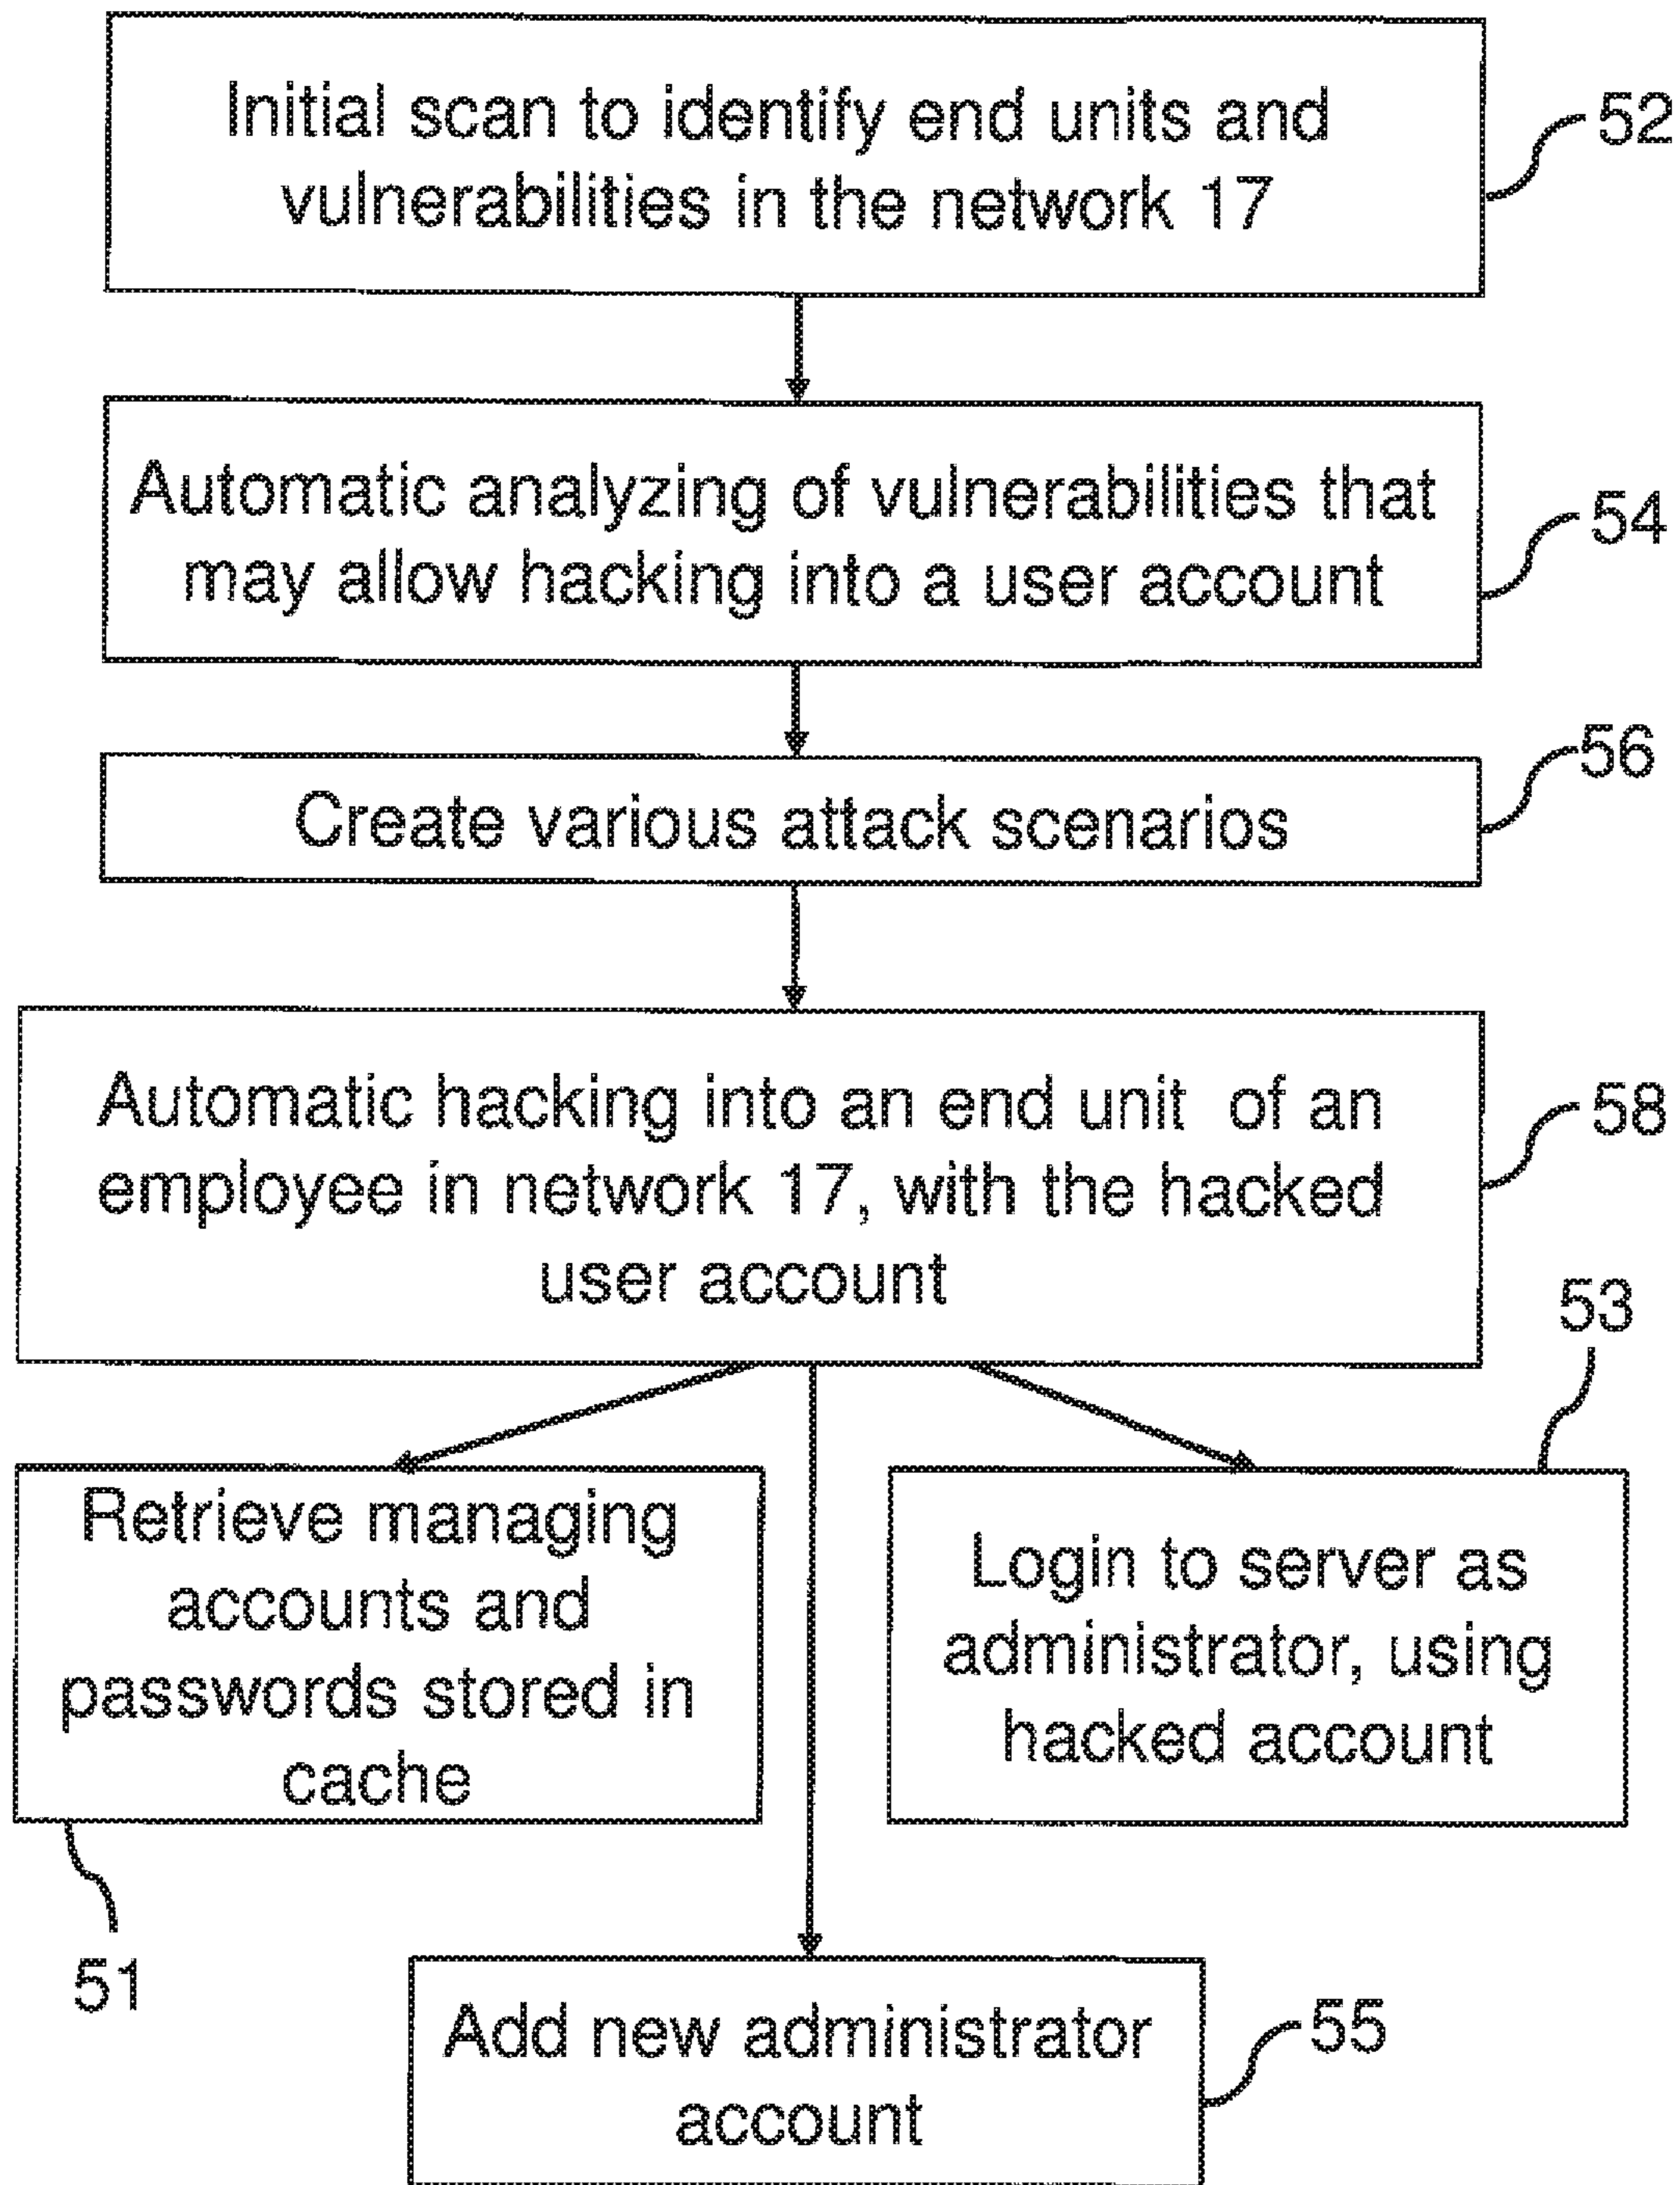 Initial scan to identify end units and
vulnerabilities in the network 17
52
Automatic analyzing of vulnerabilities that
may allow hacking into a user account
54
Create various attack scenarios
56
Automatic hacking into an end unit of an
employee in network 17, with the hacked
user account
58
Retrieve managing
accounts and
passwords stored in
cache
51
Login to server as
administrator, using
hacked account
53
Add new administrator
account
55